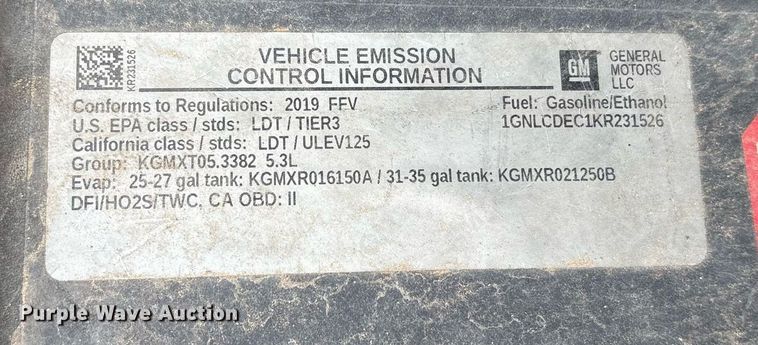 KR231526
VEHICLE EMISSION
CONTROL INFORMATION
GM
GENERAL
MOTORS
LLC
Conforms to Regulations: 2019 FFV
Fuel: Gasoline/Ethanol
U.S. EPA class / stds: LDT / TIER3
1GNLCDEC1KR231526
California class / stds: LDT / ULEV125
Group: KGMXT05.3382 5.3L
Evap: 25-27 gal tank: KGMXR016150A / 31-35 gal tank: KGMXR021250B
DFI/HO2S/TWC, CA OBD: II
Purple Wave Auction